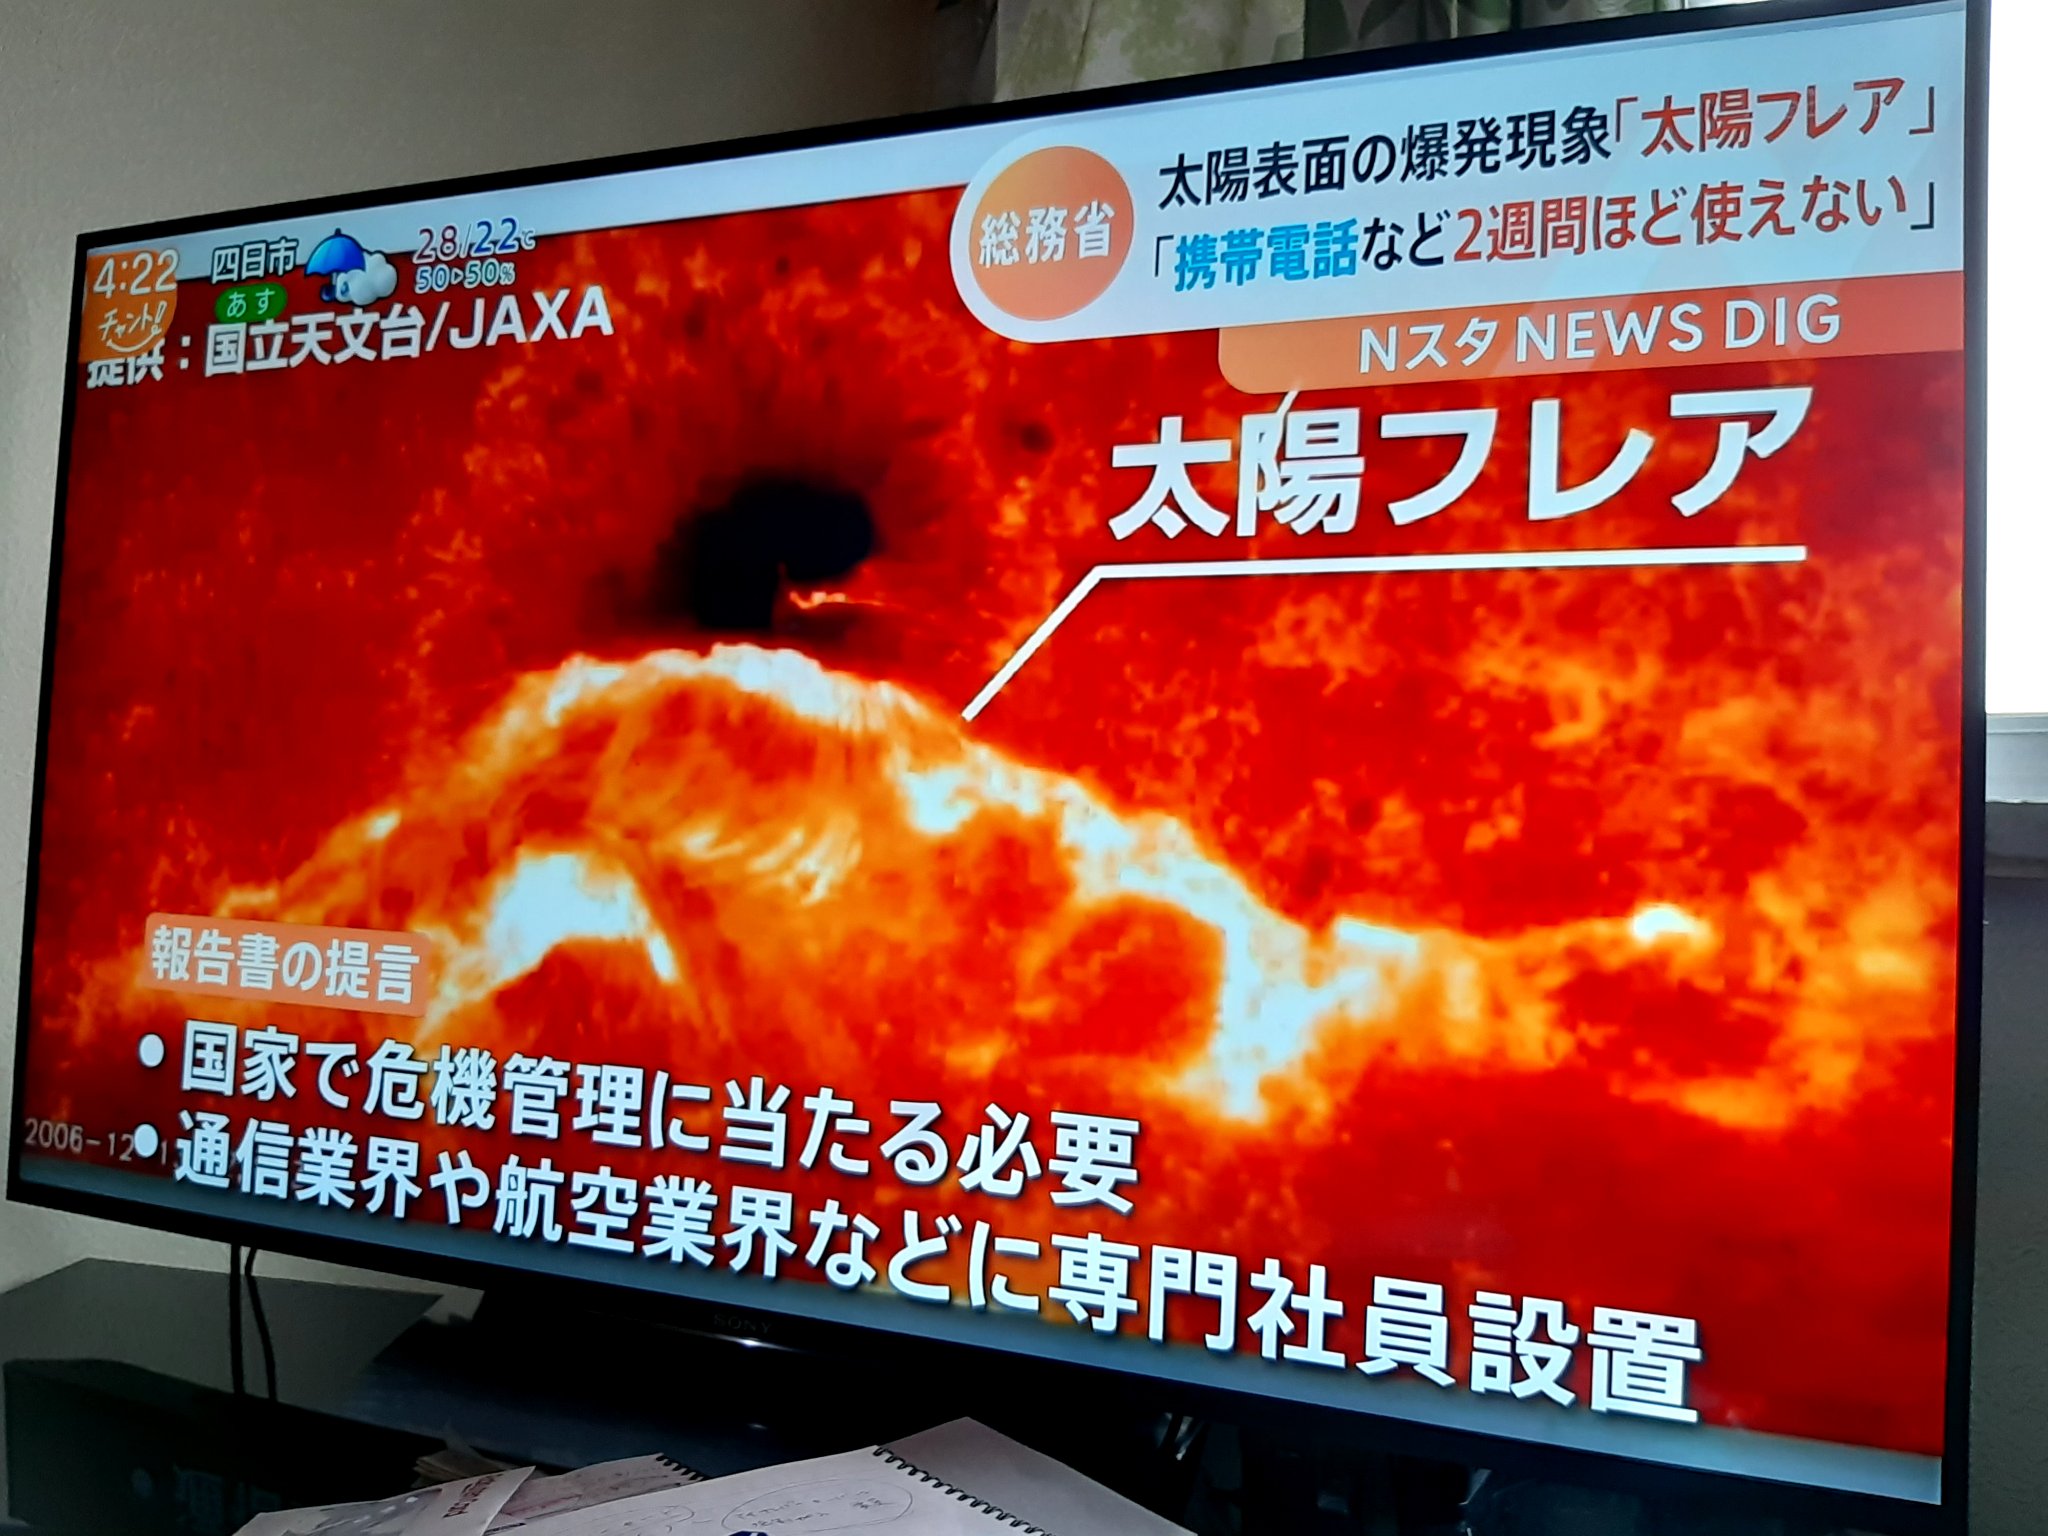 太陽表面の爆発現象「太陽フレア」
総務省
「携帯電話など2週間ほど使えない」
Nスタ NEWS DIG
4:22
チャント!
四日市
あす
28/22℃
50▶50%
提供：国立天文台/JAXA
太陽フレア
報告書の提言
• 国家で危機管理に当たる必要
• 通信業界や航空業界などに専門社員設置
2006-12
SONY